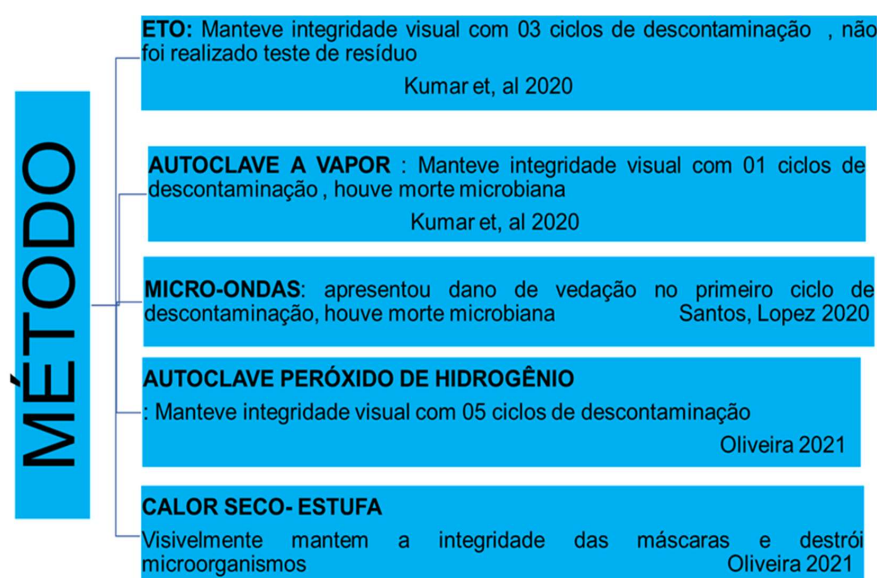 MÉTODO
ETO: Manteve integridade visual com 03 ciclos de descontaminação , não
foi realizado teste de resíduo
Kumar et, al 2020
AUTOCLAVE A VAPOR : Manteve integridade visual com 01 ciclos de
descontaminação , houve morte microbiana
Kumar et, al 2020
MICRO-ONDAS: apresentou dano de vedação no primeiro ciclo de
descontaminação, houve morte microbiana Santos, Lopez 2020
AUTOCLAVE PERÓXIDO DE HIDROGÊNIO
: Manteve integridade visual com 05 ciclos de descontaminação
Oliveira 2021
CALOR SECO- ESTUFA
Visivelmente mantem a integridade das máscaras e destrói
microorganismos Oliveira 2021